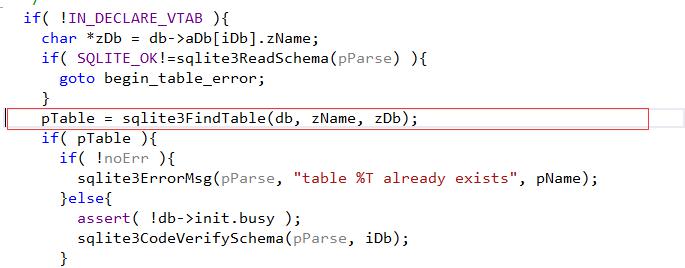 */
if( !IN_DECLARE_VTAB ){
char *zDb = db->aDb[iDb].zName;
if( SQLITE_OK!=sqlite3ReadSchema(pParse) ){
goto begin_table_error;
}
pTable = sqlite3FindTable(db, zName, zDb);
if( pTable ){
if( !noErr ){
sqlite3ErrorMsg(pParse, "table %T already exists", pName);
}else{
assert( !db->init.busy );
sqlite3CodeVerifySchema(pParse, iDb);
}